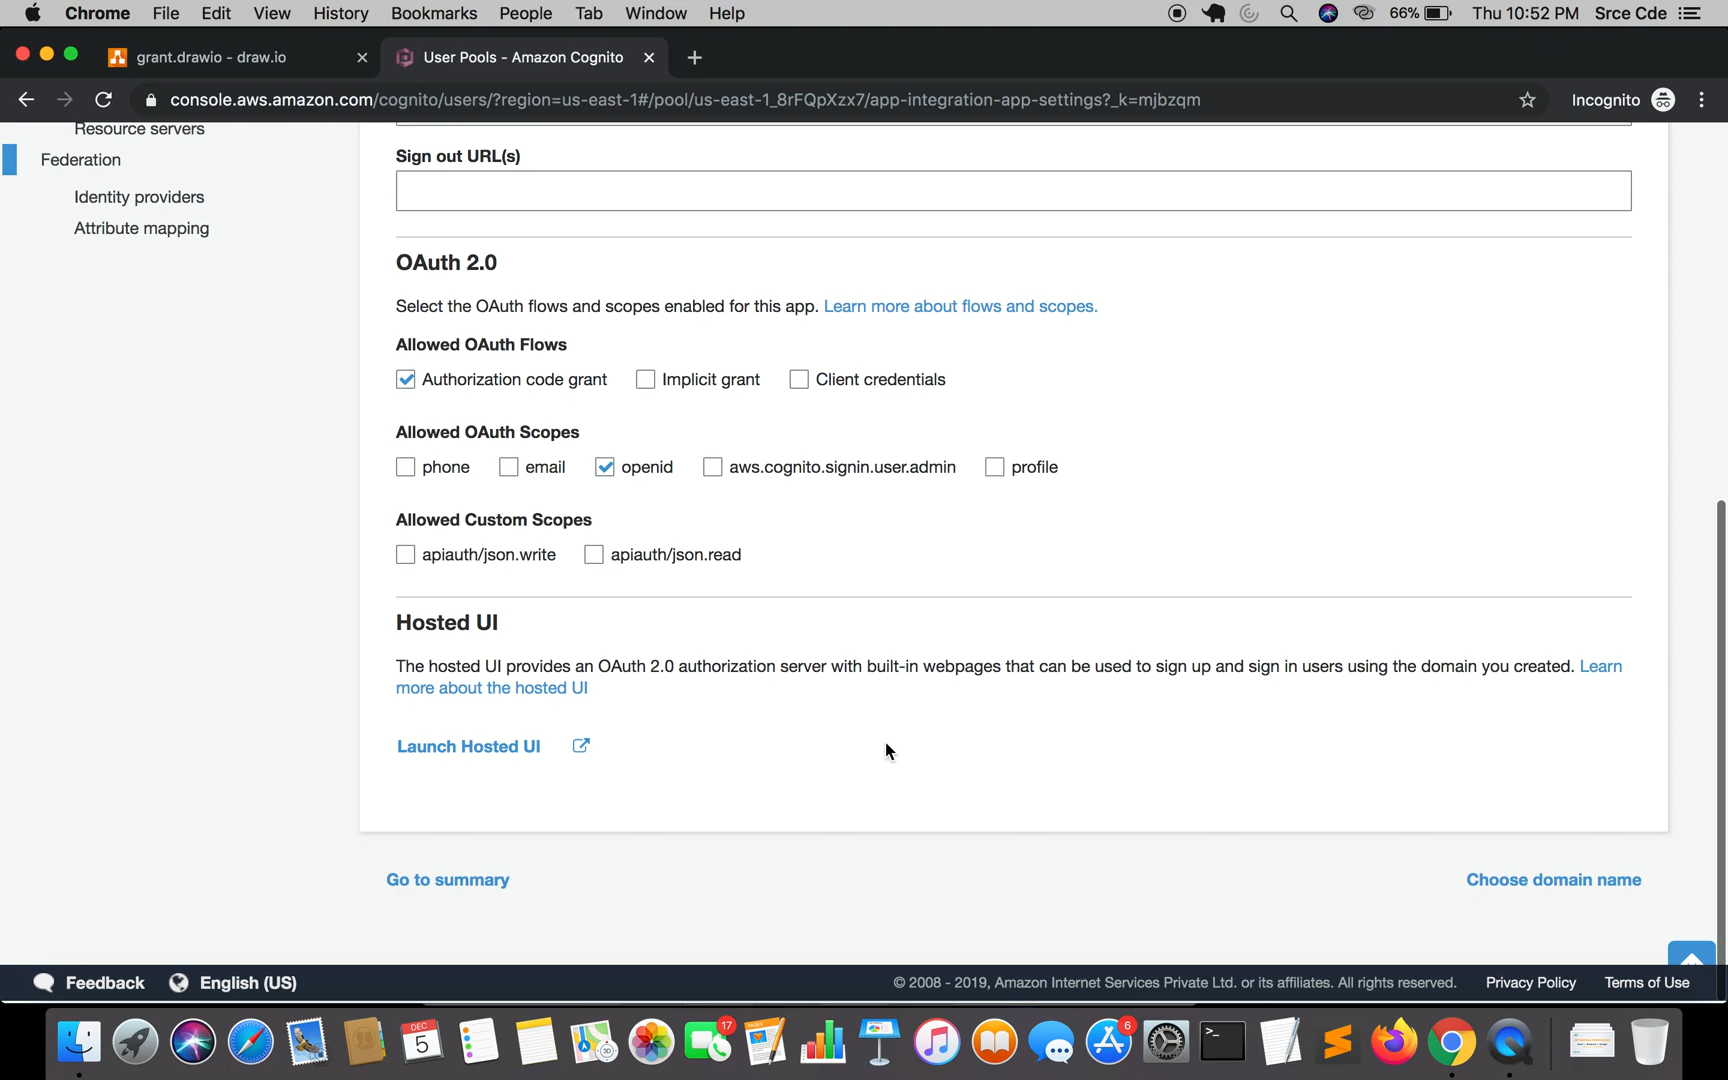 Chrome File Edit View History Bookmarks People Tab Window Help 66% Thu 10:52 PM Srce Cde
grant.drawio - draw.io User Pools - Amazon Cognito
console.aws.amazon.com/cognito/users/?region=us-east-1#/pool/us-east-1_8rFQpXzx7/app-integration-app-settings?_k=mjbzqm Incognito
Resource servers
Federation
Identity providers
Attribute mapping
Sign out URL(s)
OAuth 2.0
Select the OAuth flows and scopes enabled for this app. Learn more about flows and scopes.
Allowed OAuth Flows
Authorization code grant Implicit grant Client credentials
Allowed OAuth Scopes
phone email openid aws.cognito.signin.user.admin profile
Allowed Custom Scopes
apiauth/json.write apiauth/json.read
Hosted UI
The hosted UI provides an OAuth 2.0 authorization server with built-in webpages that can be used to sign up and sign in users using the domain you created. Learn
more about the hosted UI
Launch Hosted UI
Go to summary Choose domain name
Feedback English (US) © 2008 - 2019, Amazon Internet Services Private Ltd. or its affiliates. All rights reserved. Privacy Policy Terms of Use
DEC 17 6
5 3D